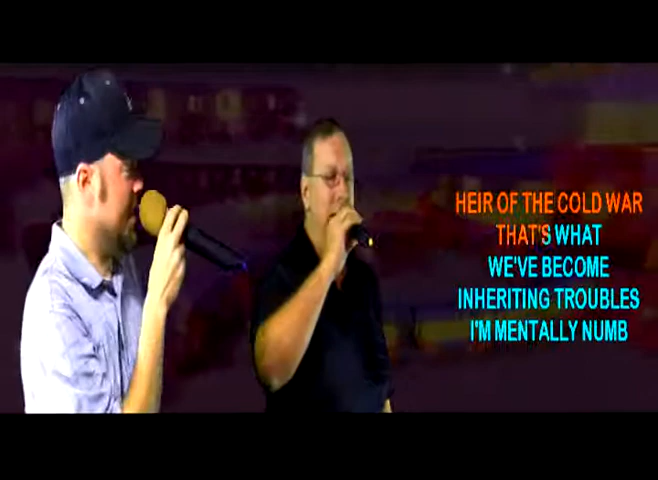 HEIR OF THE COLD WAR
THAT'S WHAT
WE'VE BECOME
INHERITING TROUBLES
I'M MENTALLY NUMB